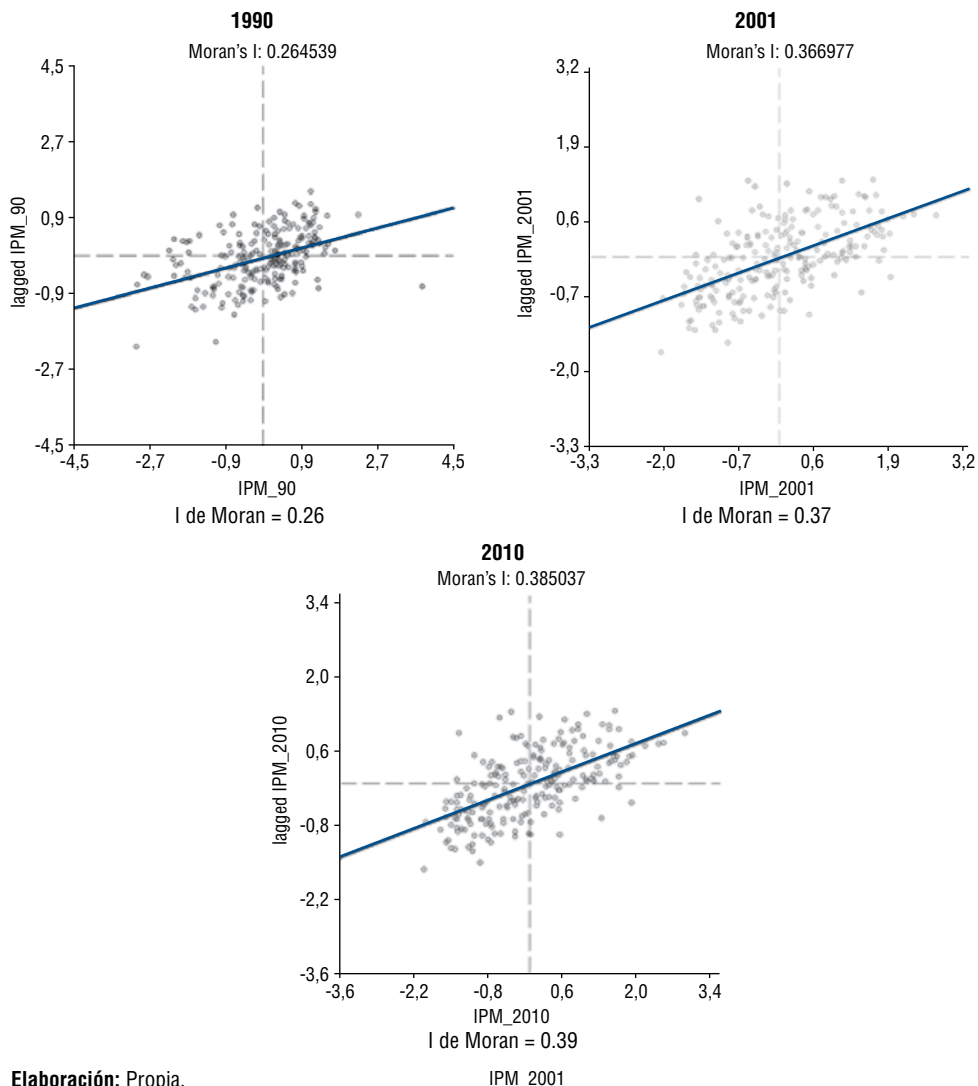 1990
Moran's I: 0.264539
4,5
2,7
0,9
-0,9
-2,7
-4,5
lagged IPM_90
-4,5 -2,7 -0,9 0,9 2,7 4,5
IPM_90
I de Moran = 0.26
2001
Moran's I: 0.366977
3,2
1,9
0,6
-0,7
-2,0
-3,3
lagged IPM_2001
-3,3 -2,0 -0,7 0,6 1,9 3,2
IPM_2001
I de Moran = 0.37
2010
Moran's I: 0.385037
3,4
2,0
0,6
-0,8
-2,2
-3,6
lagged IPM_2010
-3,6 -2,2 -0,8 0,6 2,0 3,4
IPM_2010
I de Moran = 0.39
Elaboración: Propia.
IPM_2001